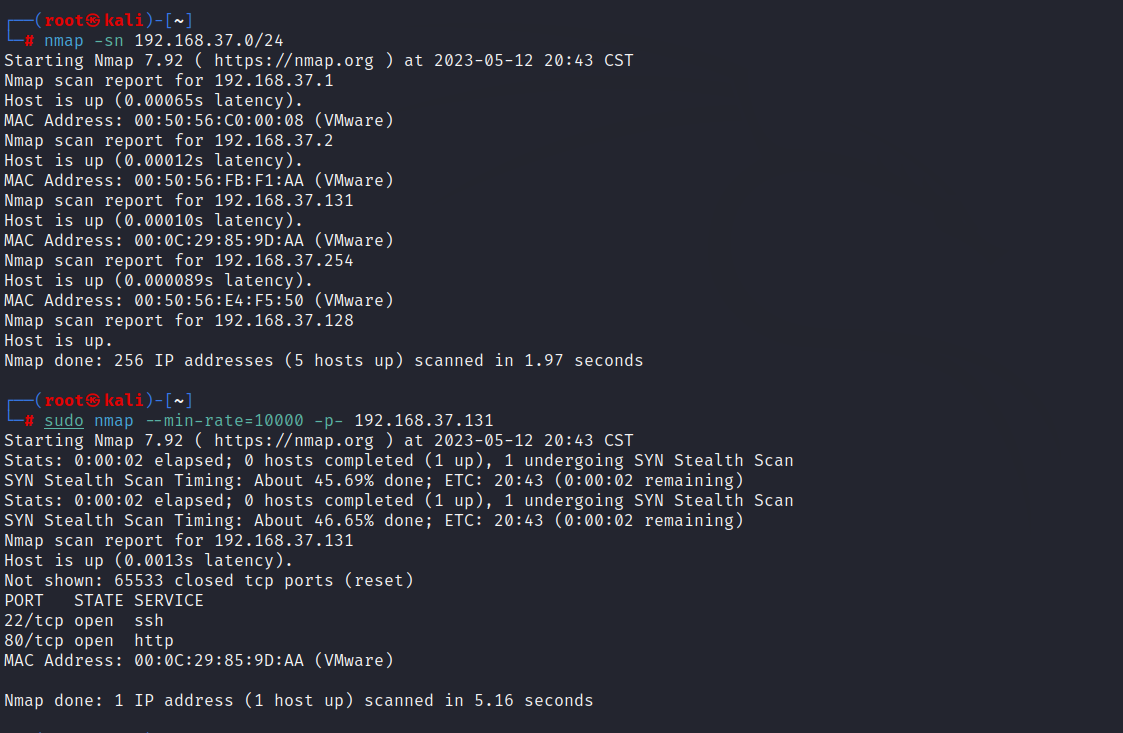 ┌──(root㉿kali)-[~]
└─# nmap -sn 192.168.37.0/24
Starting Nmap 7.92 ( https://nmap.org ) at 2023-05-12 20:43 CST
Nmap scan report for 192.168.37.1
Host is up (0.00065s latency).
MAC Address: 00:50:56:C0:00:08 (VMware)
Nmap scan report for 192.168.37.2
Host is up (0.00012s latency).
MAC Address: 00:50:56:FB:F1:AA (VMware)
Nmap scan report for 192.168.37.131
Host is up (0.00010s latency).
MAC Address: 00:0C:29:85:9D:AA (VMware)
Nmap scan report for 192.168.37.254
Host is up (0.000089s latency).
MAC Address: 00:50:56:E4:F5:50 (VMware)
Nmap scan report for 192.168.37.128
Host is up.
Nmap done: 256 IP addresses (5 hosts up) scanned in 1.97 seconds
┌──(root㉿kali)-[~]
└─# sudo nmap --min-rate=10000 -p- 192.168.37.131
Starting Nmap 7.92 ( https://nmap.org ) at 2023-05-12 20:43 CST
Stats: 0:00:02 elapsed; 0 hosts completed (1 up), 1 undergoing SYN Stealth Scan
SYN Stealth Scan Timing: About 45.69% done; ETC: 20:43 (0:00:02 remaining)
Stats: 0:00:02 elapsed; 0 hosts completed (1 up), 1 undergoing SYN Stealth Scan
SYN Stealth Scan Timing: About 46.65% done; ETC: 20:43 (0:00:02 remaining)
Nmap scan report for 192.168.37.131
Host is up (0.0013s latency).
Not shown: 65533 closed tcp ports (reset)
PORT   STATE SERVICE
22/tcp open  ssh
80/tcp open  http
MAC Address: 00:0C:29:85:9D:AA (VMware)
Nmap done: 1 IP address (1 host up) scanned in 5.16 seconds